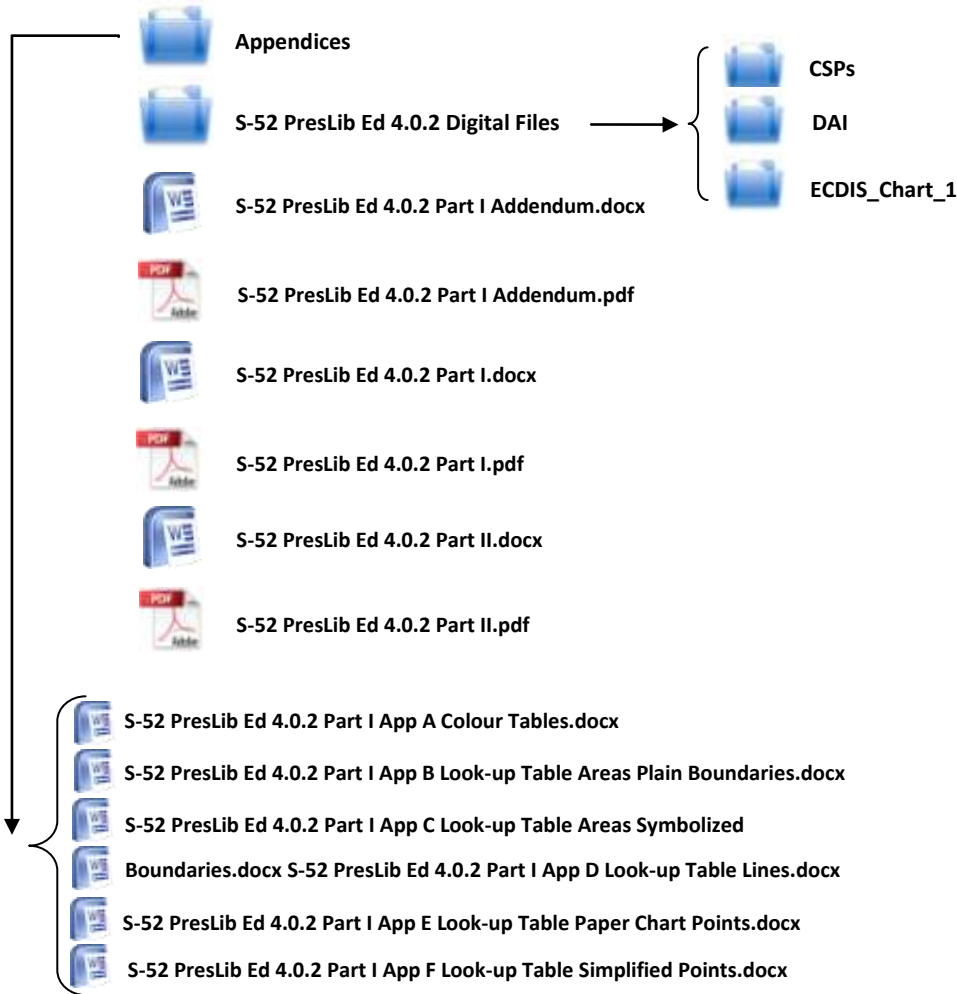 Appendices
S-52 PresLib Ed 4.0.2 Digital Files
CSPs
DAI
ECDIS_Chart_1
S-52 PresLib Ed 4.0.2 Part I Addendum.docx
PDF
Adobe
S-52 PresLib Ed 4.0.2 Part I Addendum.pdf
S-52 PresLib Ed 4.0.2 Part I.docx
PDF
Adobe
S-52 PresLib Ed 4.0.2 Part I.pdf
S-52 PresLib Ed 4.0.2 Part II.docx
PDF
Adobe
S-52 PresLib Ed 4.0.2 Part II.pdf
S-52 PresLib Ed 4.0.2 Part I App A Colour Tables.docx
S-52 PresLib Ed 4.0.2 Part I App B Look-up Table Areas Plain Boundaries.docx
S-52 PresLib Ed 4.0.2 Part I App C Look-up Table Areas Symbolized
Boundaries.docx S-52 PresLib Ed 4.0.2 Part I App D Look-up Table Lines.docx
S-52 PresLib Ed 4.0.2 Part I App E Look-up Table Paper Chart Points.docx
S-52 PresLib Ed 4.0.2 Part I App F Look-up Table Simplified Points.docx